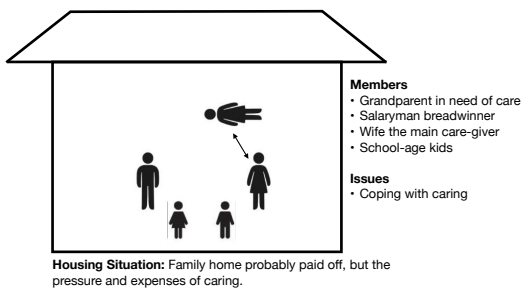 Members
• Grandparent in need of care
• Salaryman breadwinner
• Wife the main care-giver
• School-age kids
Issues
• Coping with caring
Housing Situation: Family home probably paid off, but the
pressure and expenses of caring.